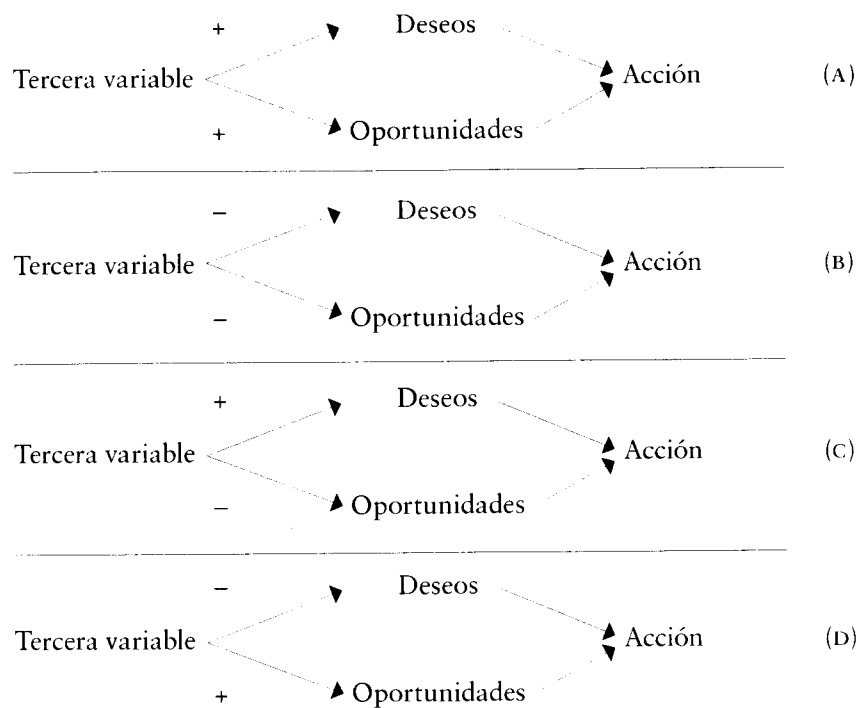 + Deseos
Tercera variable Acción (A)
+ Oportunidades
– Deseos
Tercera variable Acción (B)
– Oportunidades
+ Deseos
Tercera variable Acción (C)
– Oportunidades
– Deseos
Tercera variable Acción (D)
+ Oportunidades